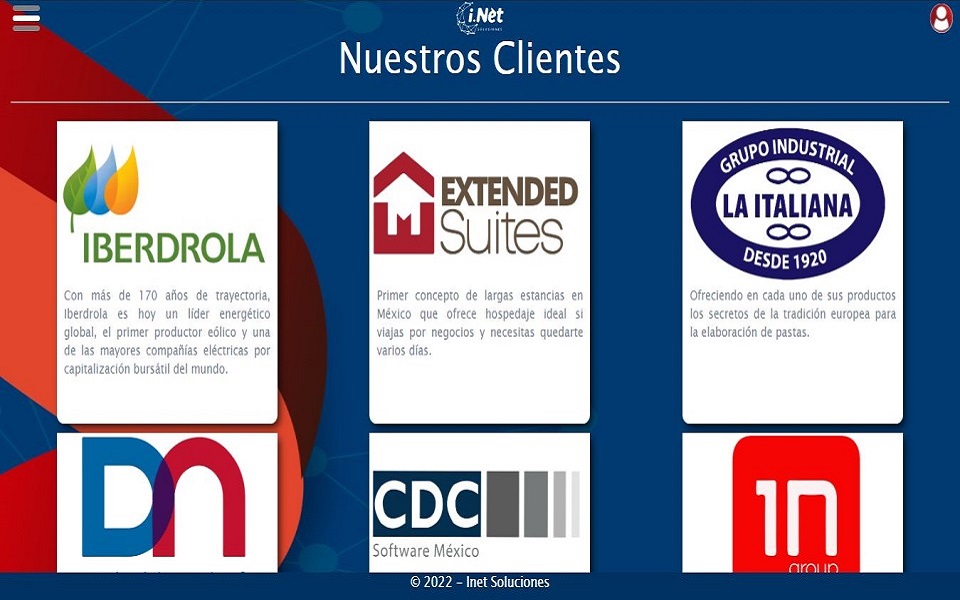 i.Net
SOLUCIONES
Nuestros Clientes
IBERDROLA
Con más de 170 años de trayectoria,
Iberdrola es hoy un líder energético
global, el primer productor eólico y una
de las mayores compañías eléctricas por
capitalización bursátil del mundo.
EXTENDED
Suites
Primer concepto de largas estancias en
México que ofrece hospedaje ideal si
viajas por negocios y necesitas quedarte
varios días.
GRUPO INDUSTRIAL
LA ITALIANA
DESDE 1920
Ofreciendo en cada uno de sus productos
los secretos de la tradición europea para
la elaboración de pastas.
Dn
CDC
Software México
1n
group
© 2022 – Inet Soluciones